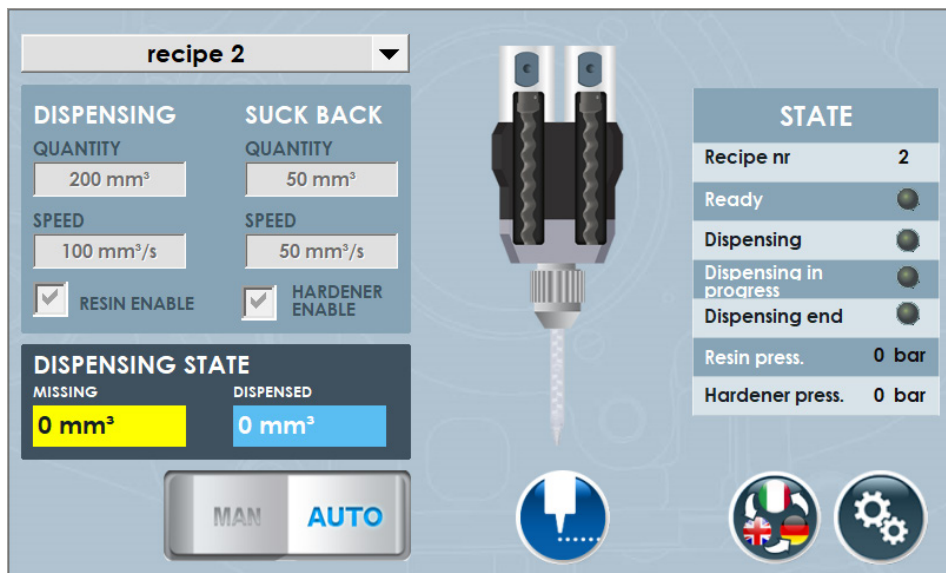 recipe 2
DISPENSING
QUANTITY
200 mm³
SPEED
100 mm³/s
RESIN ENABLE
SUCK BACK
QUANTITY
50 mm³
SPEED
50 mm³/s
HARDENER
ENABLE
DISPENSING STATE
MISSING
0 mm³
DISPENSED
0 mm³
MAN AUTO
STATE
Recipe nr 2
Ready
Dispensing
Dispensing in
progress
Dispensing end
Resin press. 0 bar
Hardener press. 0 bar